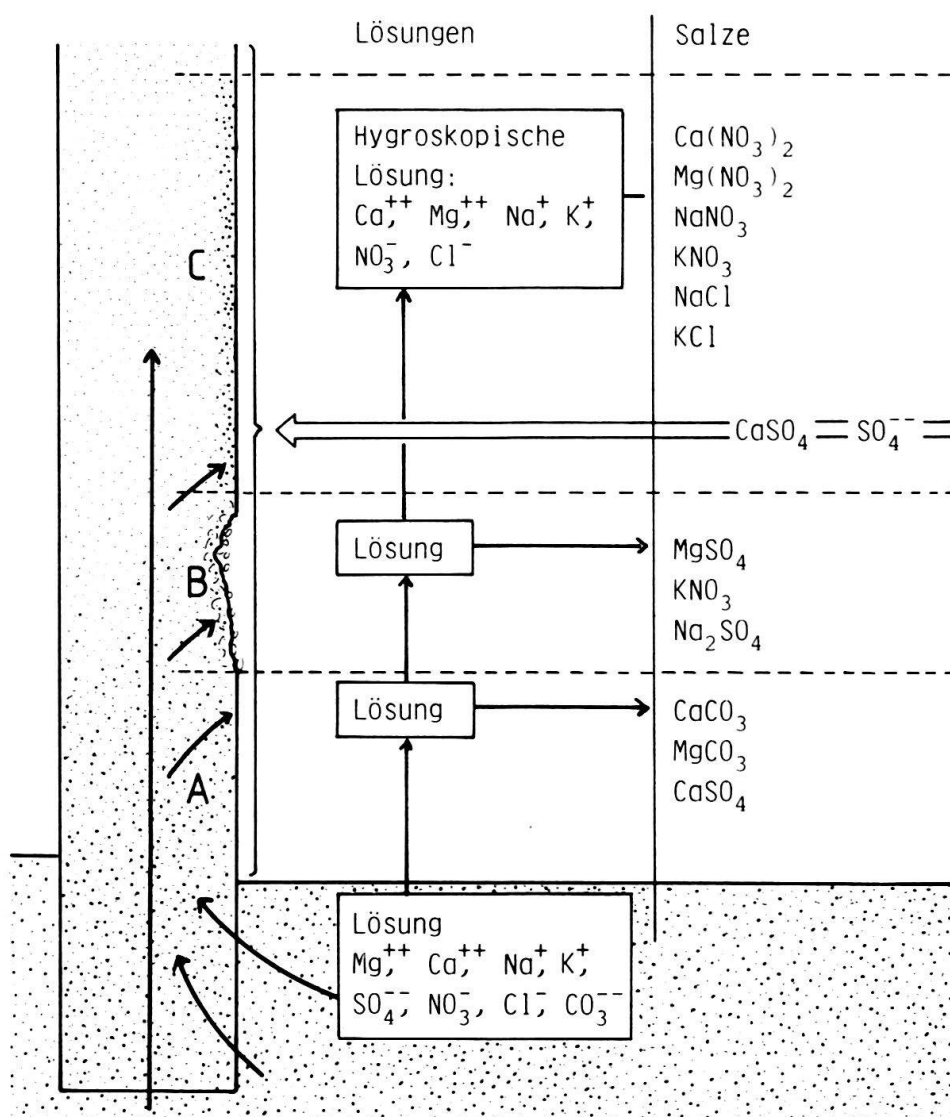 Lösungen
Salze
Hygroskopische
Lösung:
Ca⁺⁺, Mg⁺⁺, Na⁺, K⁺,
NO₃⁻, Cl⁻
Ca(NO₃)₂
Mg(NO₃)₂
NaNO₃
KNO₃
NaCl
KCl
C
CaSO₄ SO₄⁻⁻
Lösung
MgSO₄
KNO₃
Na₂SO₄
B
Lösung
CaCO₃
MgCO₃
CaSO₄
A
Lösung
Mg⁺⁺, Ca⁺⁺, Na⁺, K⁺,
SO₄⁻⁻, NO₃⁻, Cl⁻, CO₃⁻⁻